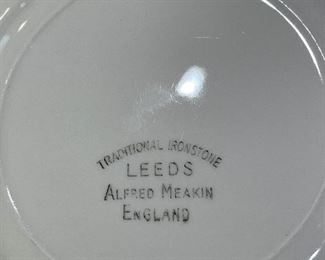 TRADITIONAL IRONSTONE
LEEDS
ALFRED MEAKIN
ENGLAND